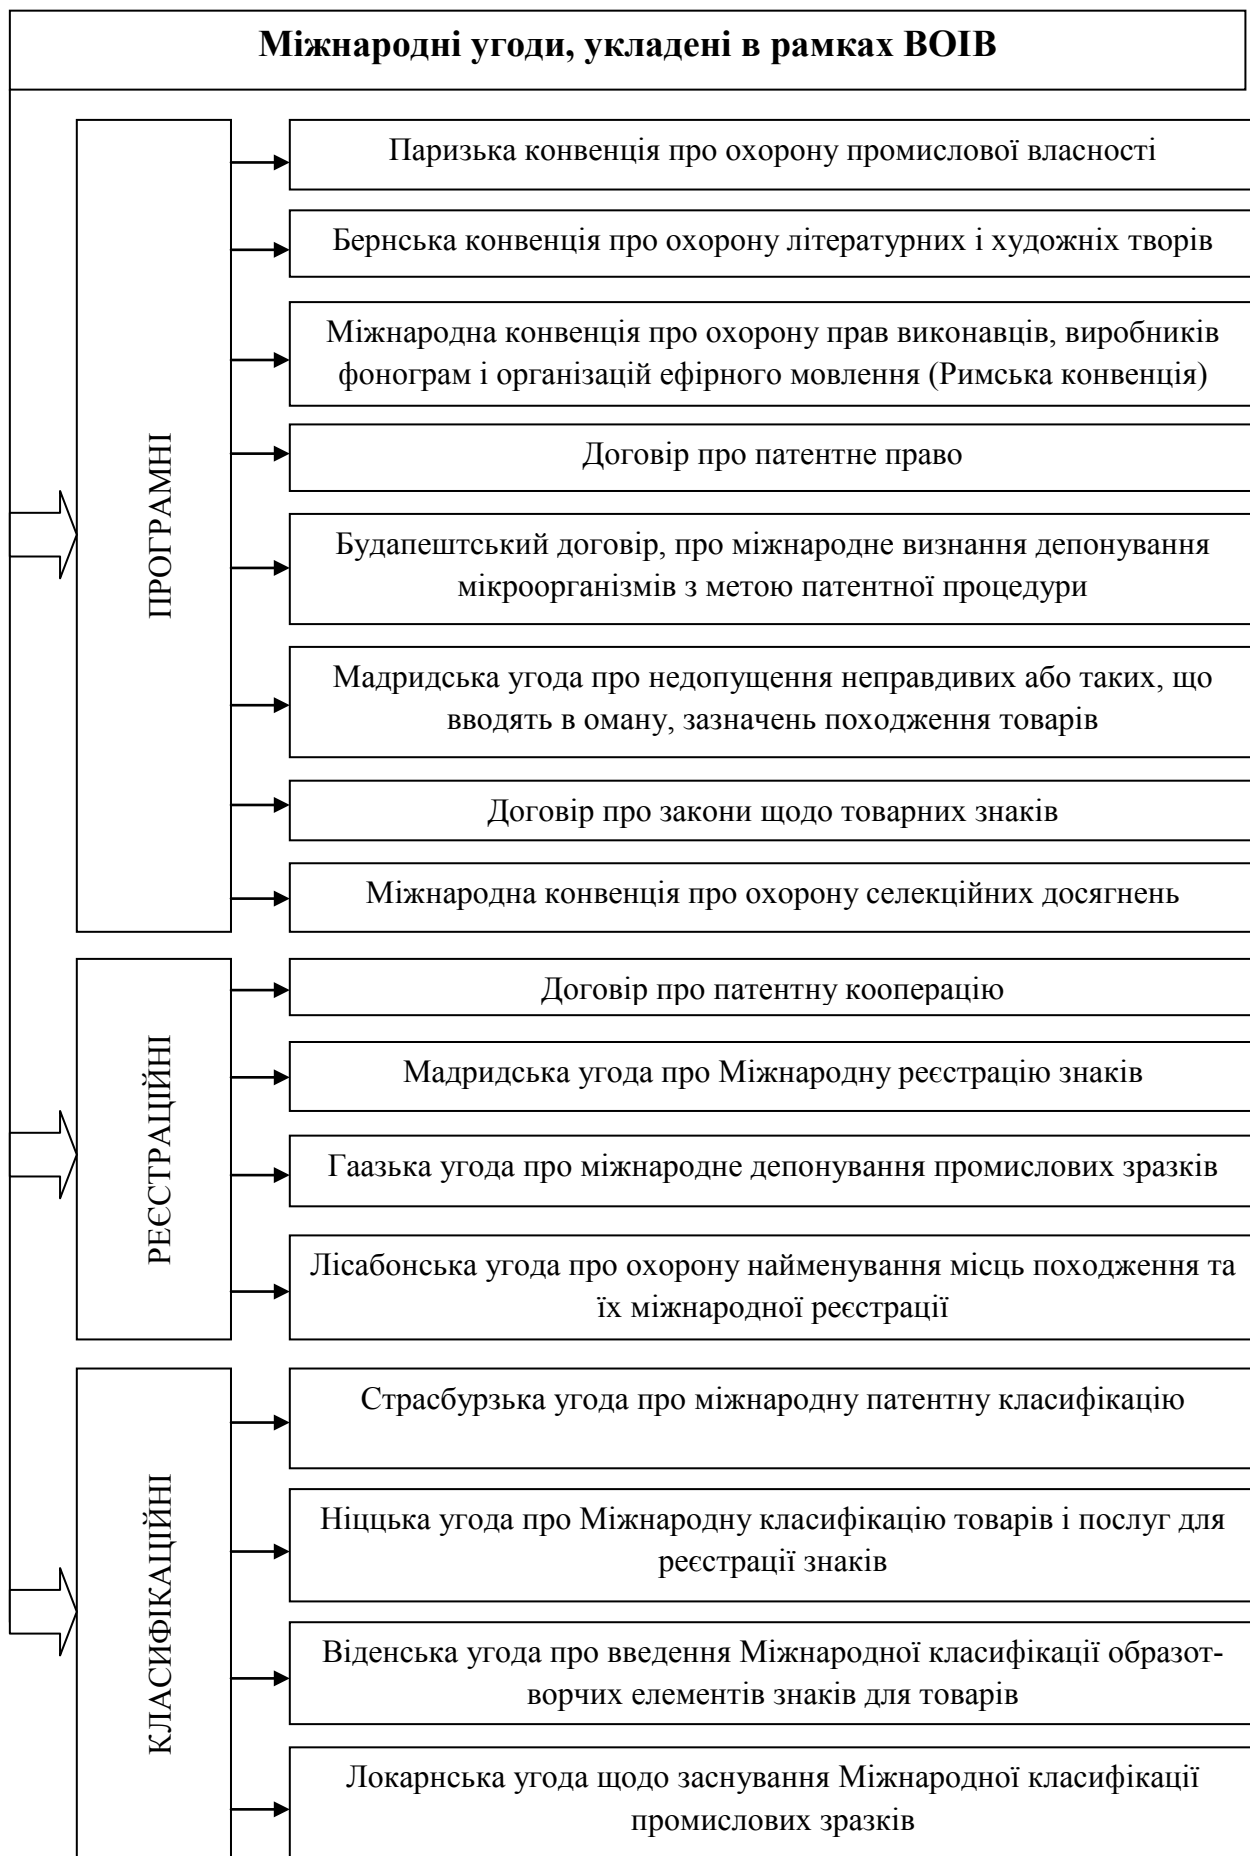 Міжнародні угоди, укладені в рамках ВОІВ
ПРОГРАМНІ
Паризька конвенція про охорону промислової власності
Бернська конвенція про охорону літературних і художніх творів
Міжнародна конвенція про охорону прав виконавців, виробників
фонограм і організацій ефірного мовлення (Римська конвенція)
Договір про патентне право
Будапештський договір, про міжнародне визнання депонування
мікроорганізмів з метою патентної процедури
Мадридська угода про недопущення неправдивих або таких, що
вводять в оману, зазначень походження товарів
Договір про закони щодо товарних знаків
Міжнародна конвенція про охорону селекційних досягнень
РЕЄСТРАЦІЙНІ
Договір про патентну кооперацію
Мадридська угода про Міжнародну реєстрацію знаків
Гаазька угода про міжнародне депонування промислових зразків
Лісабонська угода про охорону найменування місць походження та
їх міжнародної реєстрації
КЛАСИФІКАЦІЙНІ
Страсбурзька угода про міжнародну патентну класифікацію
Ніццька угода про Міжнародну класифікацію товарів і послуг для
реєстрації знаків
Віденська угода про введення Міжнародної класифікації образот-
ворчих елементів знаків для товарів
Локарнська угода щодо заснування Міжнародної класифікації
промислових зразків